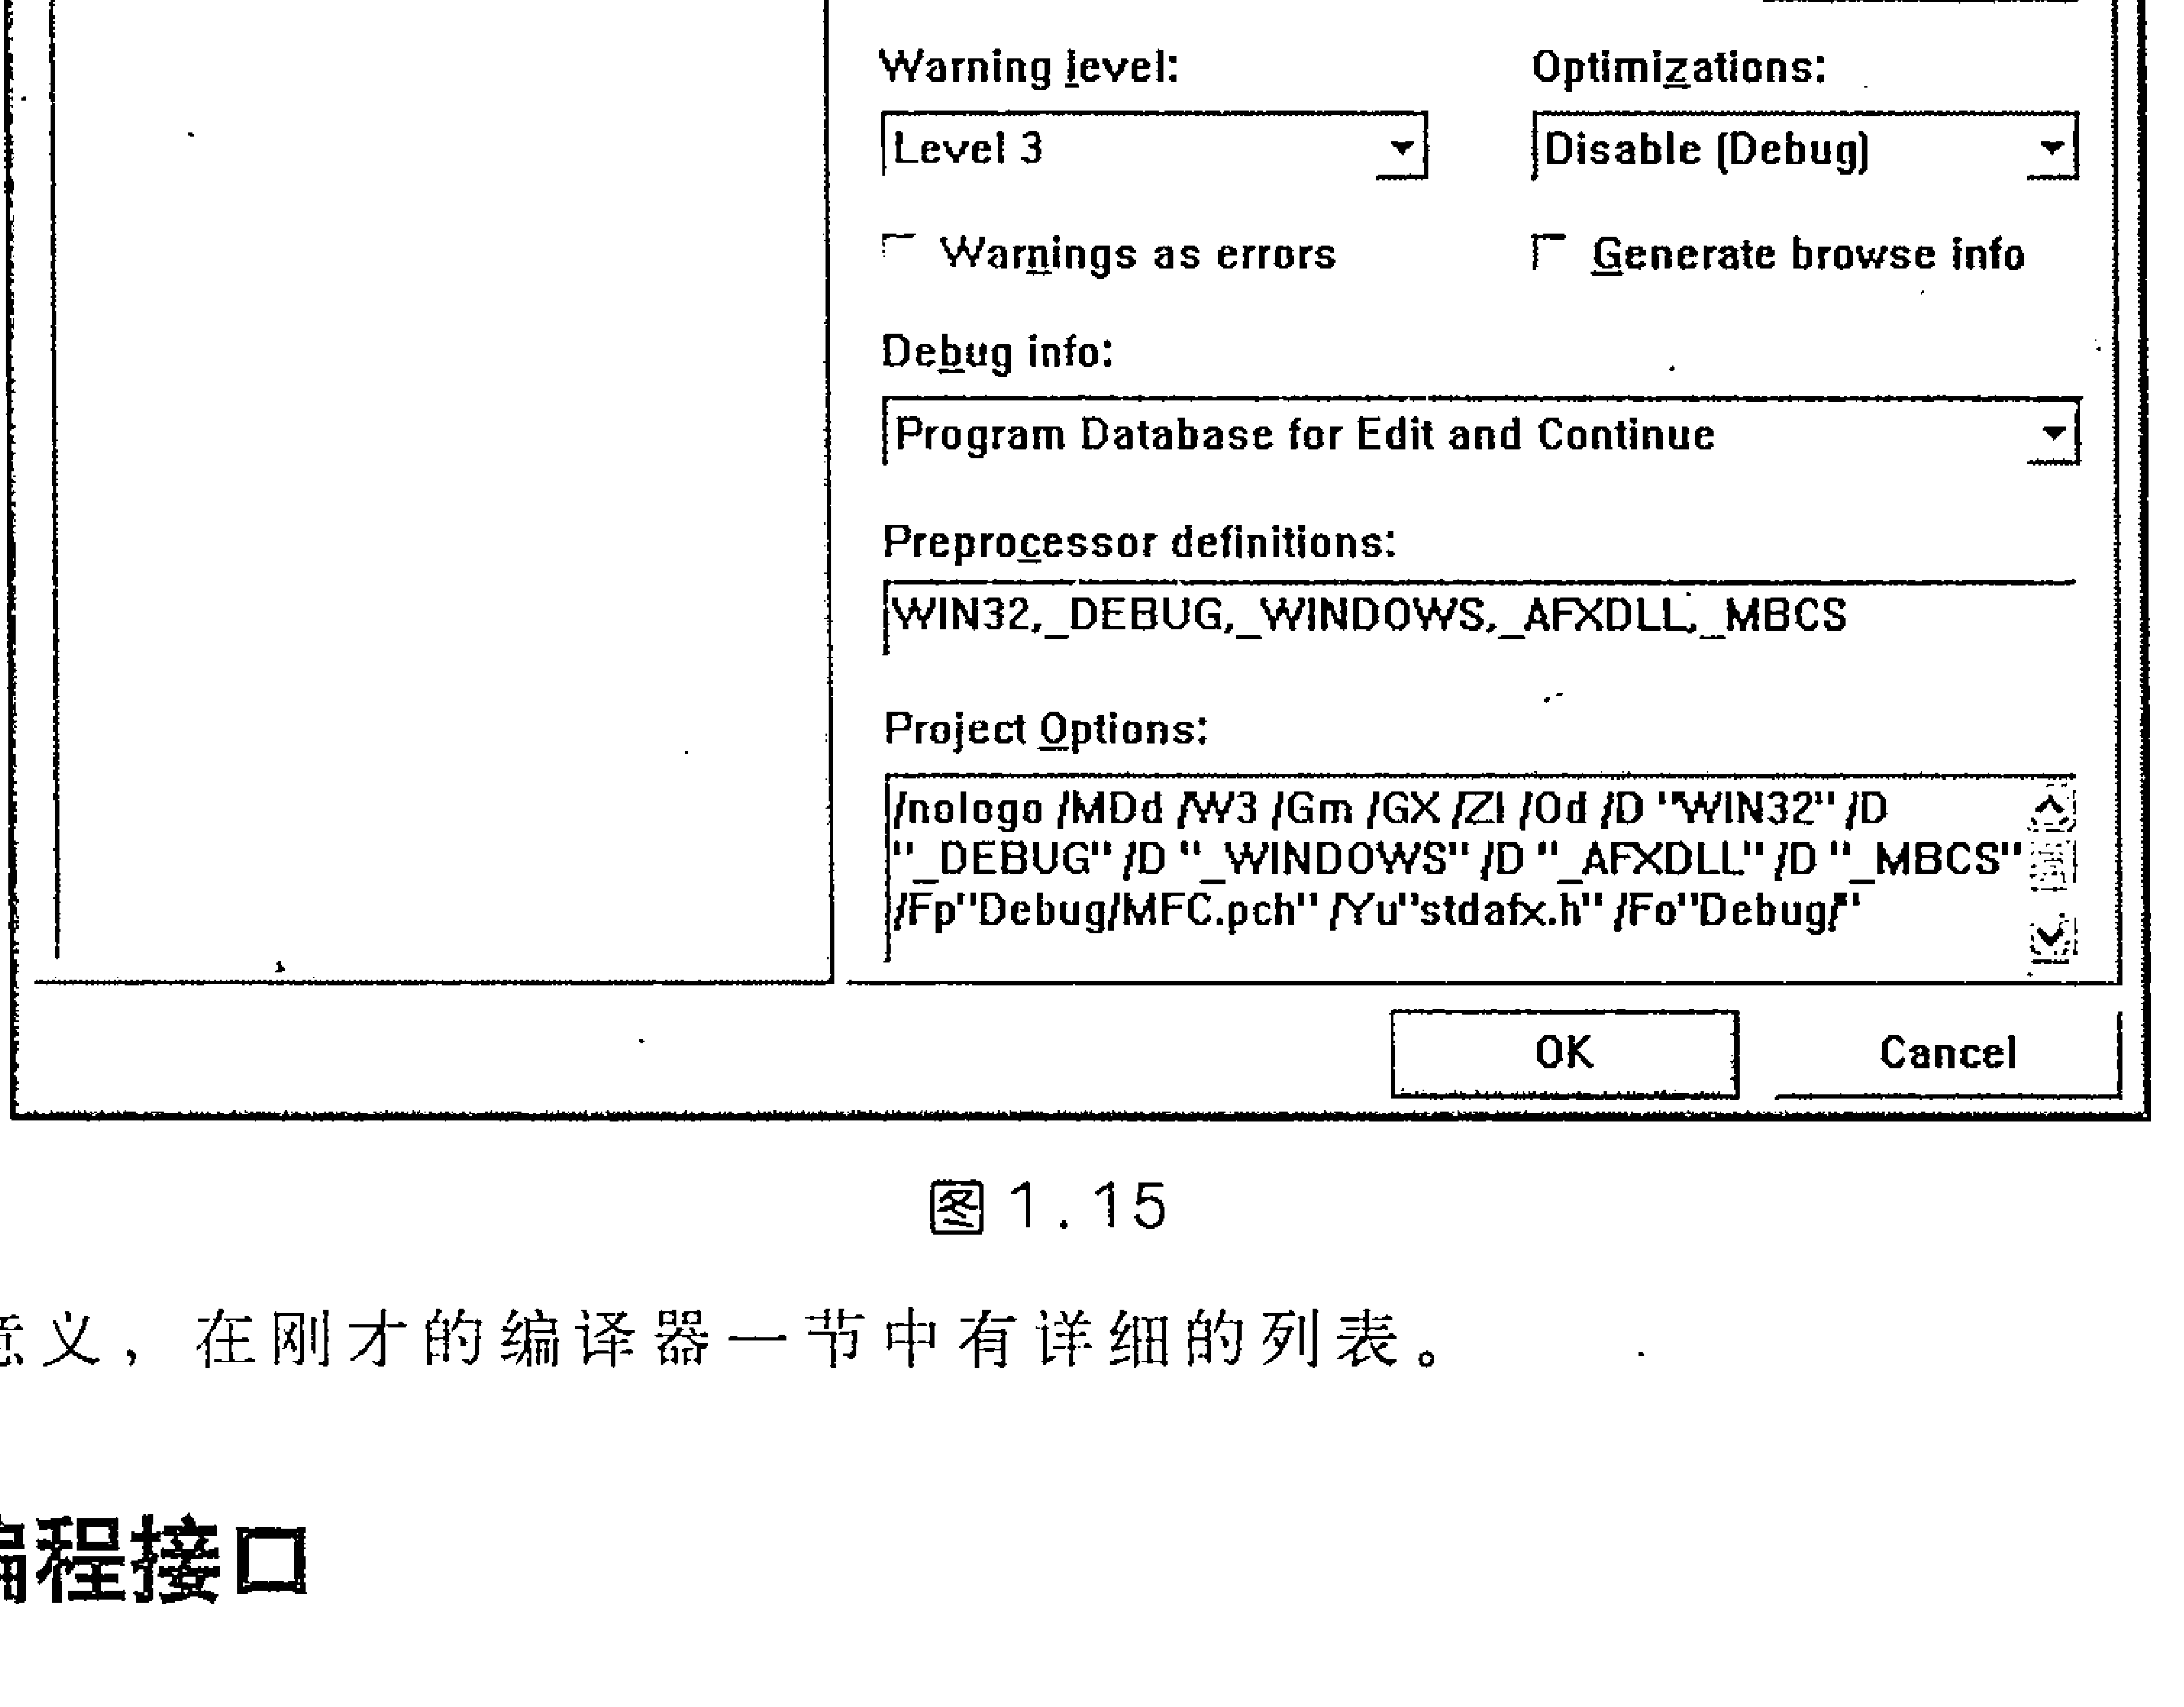 Warning level: Optimizations:
Level 3 Disable (Debug)
Warnings as errors Generate browse info
Debug info:
Program Database for Edit and Continue
Preprocessor definitions:
WIN32,_DEBUG,_WINDOWS,_AFXDLL,_MBCS
Project Options:
/nologo /MDd /W3 /Gm /GX /ZI /Od /D "WIN32" /D
"_DEBUG" /D "_WINDOWS" /D "_AFXDLL" /D "_MBCS"
/Fp"Debug/MFC.pch" /Yu"stdafx.h" /Fo"Debug/"
OK Cancel
图1.15
意义，在刚才的编译器一节中有详细的列表。
编程接口